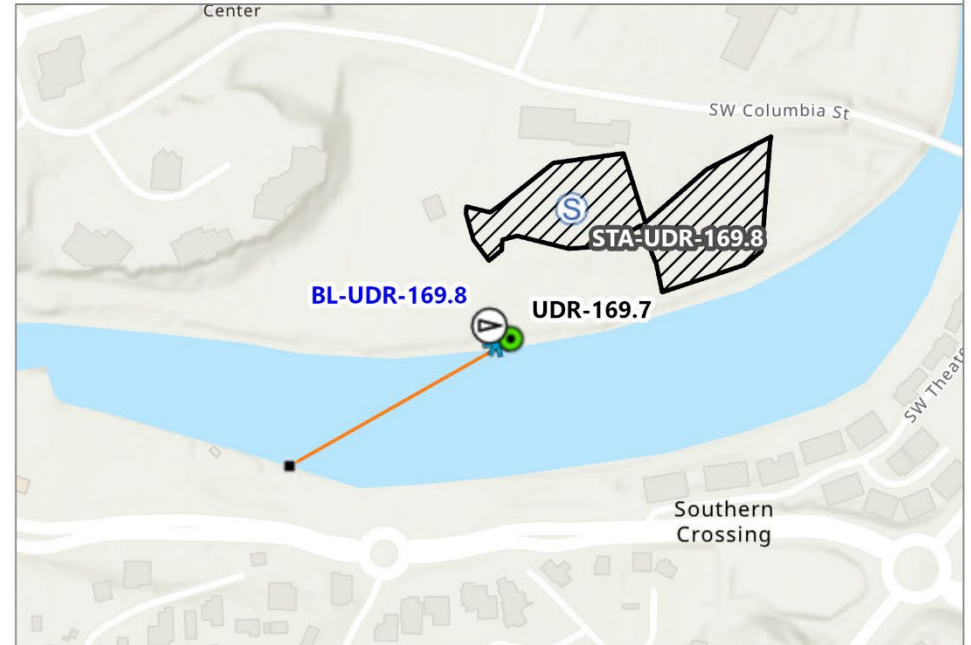 Center
SW Columbia St
S
STA-UDR-169.8
BL-UDR-169.8
UDR-169.7
SW Theate
Southern
Crossing